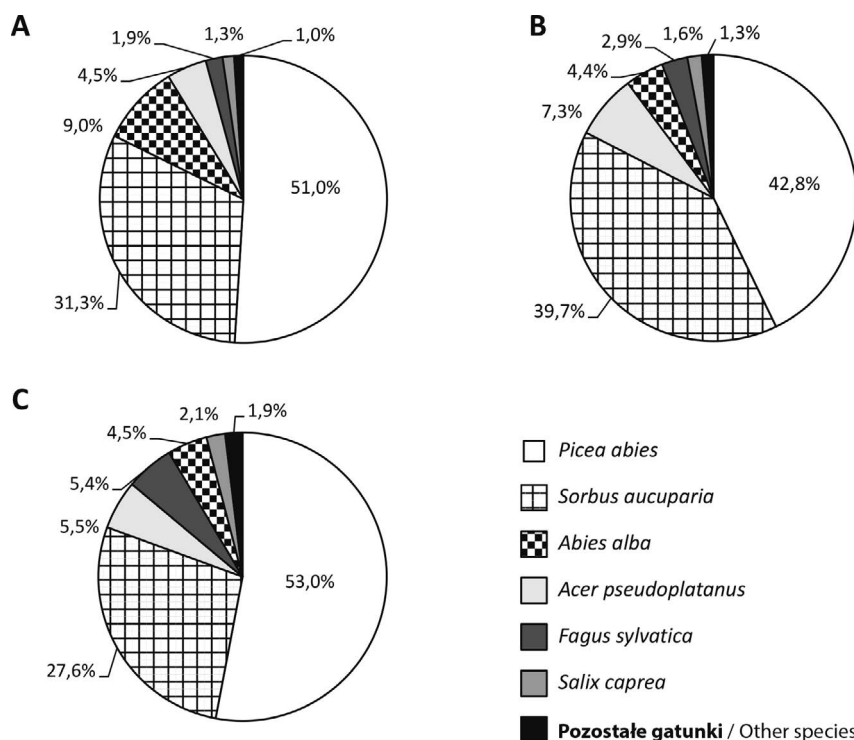 A
1,9%
1,3%
1,0%
4,5%
9,0%
51,0%
31,3%
B
2,9%
1,6%
1,3%
4,4%
7,3%
42,8%
39,7%
C
4,5%
2,1%
1,9%
5,4%
5,5%
53,0%
27,6%
Picea abies
Sorbus aucuparia
Abies alba
Acer pseudoplatanus
Fagus sylvatica
Salix caprea
Pozostałe gatunki / Other species